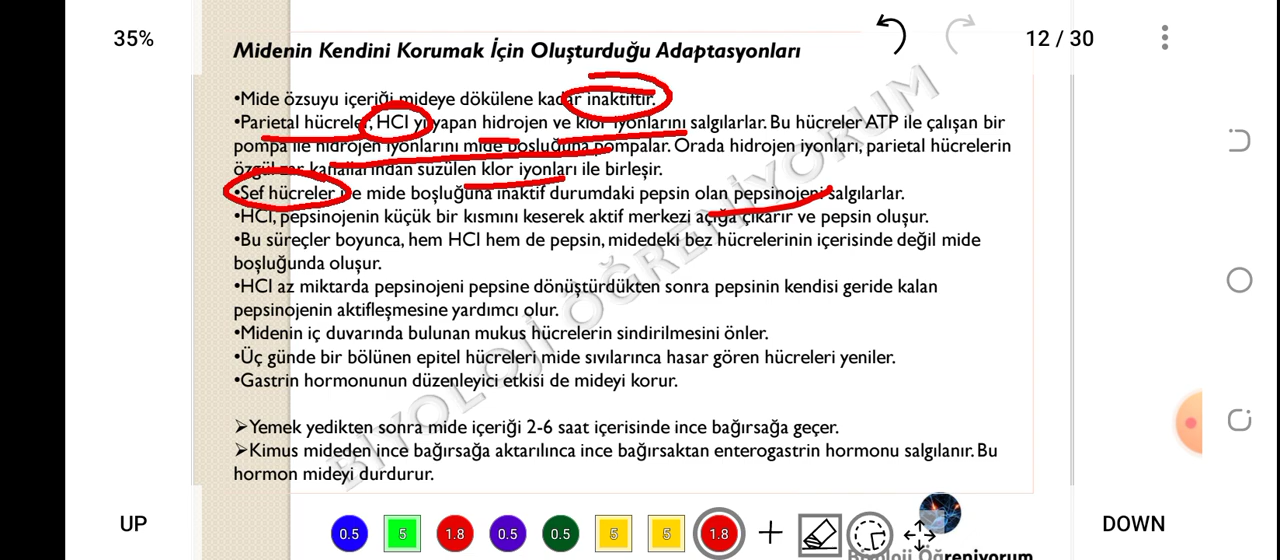 35%
12 / 30
Midenin Kendini Korumak İçin Oluşturduğu Adaptasyonları
•Mide özsuyu içeriği mideye dökülene kadar inaktiftir.
•Parietal hücreler, HCl yi yapan hidrojen ve klor iyonlarını salgılarlar. Bu hücreler ATP ile çalışan bir
pompa ile hidrojen iyonlarını mide boşluğuna pompalar. Orada hidrojen iyonları, parietal hücrelerin
özgül zar kanallarından süzülen klor iyonları ile birleşir.
•Şef hücreler ise mide boşluğuna inaktif durumdaki pepsin olan pepsinojeni salgılarlar.
•HCl, pepsinojenin küçük bir kısmını keserek aktif merkezi açığa çıkarır ve pepsin oluşur.
•Bu süreçler boyunca, hem HCl hem de pepsin, midedeki bez hücrelerinin içerisinde değil mide
boşluğunda oluşur.
•HCl az miktarda pepsinojeni pepsine dönüştürdükten sonra pepsinin kendisi geride kalan
pepsinojenin aktifleşmesine yardımcı olur.
•Midenin iç duvarında bulunan mukus hücrelerin sindirilmesini önler.
•Üç günde bir bölünen epitel hücreleri mide sıvılarınca hasar gören hücreleri yeniler.
•Gastrin hormonunun düzenleyici etkisi de mideyi korur.
➢Yemek yedikten sonra mide içeriği 2-6 saat içerisinde ince bağırsağa geçer.
➢Kimus mideden ince bağırsağa aktarılınca ince bağırsaktan enterogastrin hormonu salgılanır. Bu
hormon mideyi durdurur.
BİYOLOJİ ÖĞRENİYORUM
UP
0.5 5 1.8 0.5 0.5 5 5 1.8
DOWN
Biyoloji Öğreniyorum